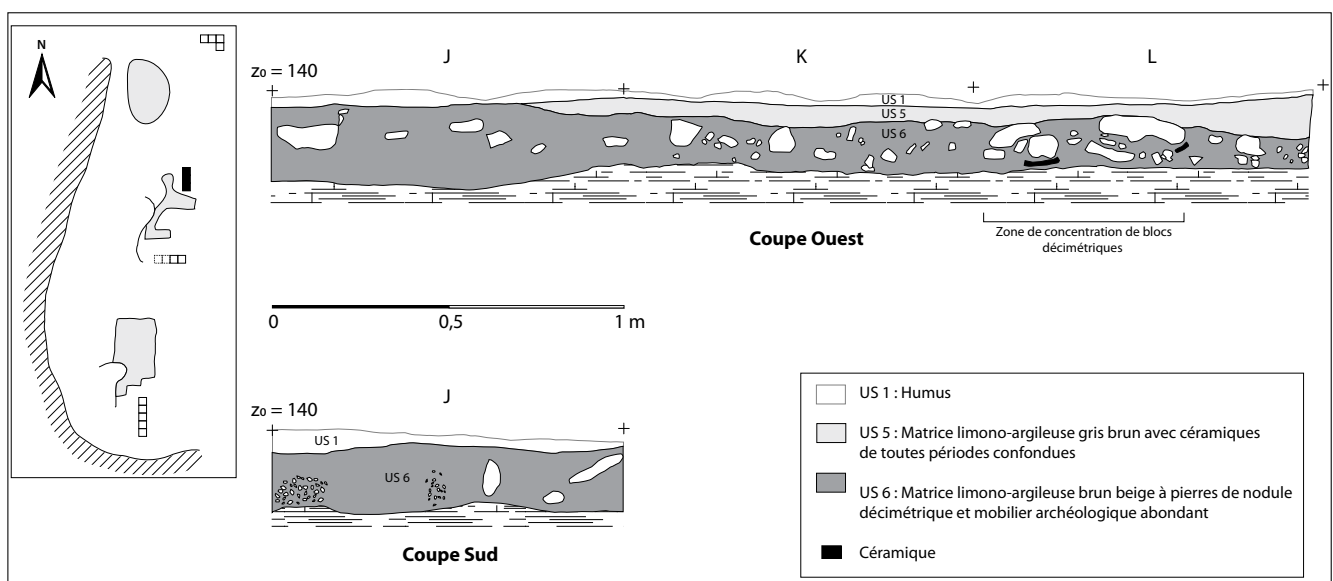 N
J
K
L
Z0 = 140
US 1
US 5
US 6
Coupe Ouest
Zone de concentration de blocs
décimétriques
0
0,5
1 m
J
Z0 = 140
US 1
US 6
Coupe Sud
US 1 : Humus
US 5 : Matrice limono-argileuse gris brun avec céramiques
de toutes périodes confondues
US 6 : Matrice limono-argileuse brun beige à pierres de nodule
décimétrique et mobilier archéologique abondant
Céramique